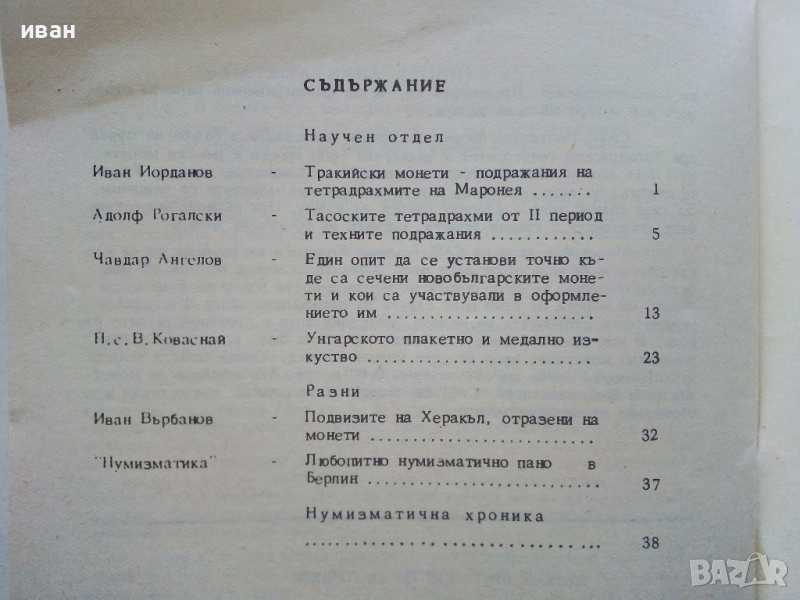 иван
СЪДЪРЖАНИЕ
Научен отдел
Иван Иорданов - Тракийски монети - подражания на
тетрадрахмите на Маронея ....... 1
Адолф Рогалски - Тасоските тетрадрахми от II период
и техните подражания ............ 5
Чавдар Ангелов - Един опит да се установи точно къ-
де са сечени новобългарските моне-
ти и кои са участвували в оформле-
нието им ........................ 13
Н.с. В. Коваснай - Унгарското плакетно и медално из-
куство .......................... 23
Разни
Иван Върбанов - Подвизите на Херакъл, отразени на
монети .......................... 32
"Нумизматика" - Любопитно нумизматично пано в
Берлин .......................... 37
Нумизматична хроника
................................. 38
BAZAR